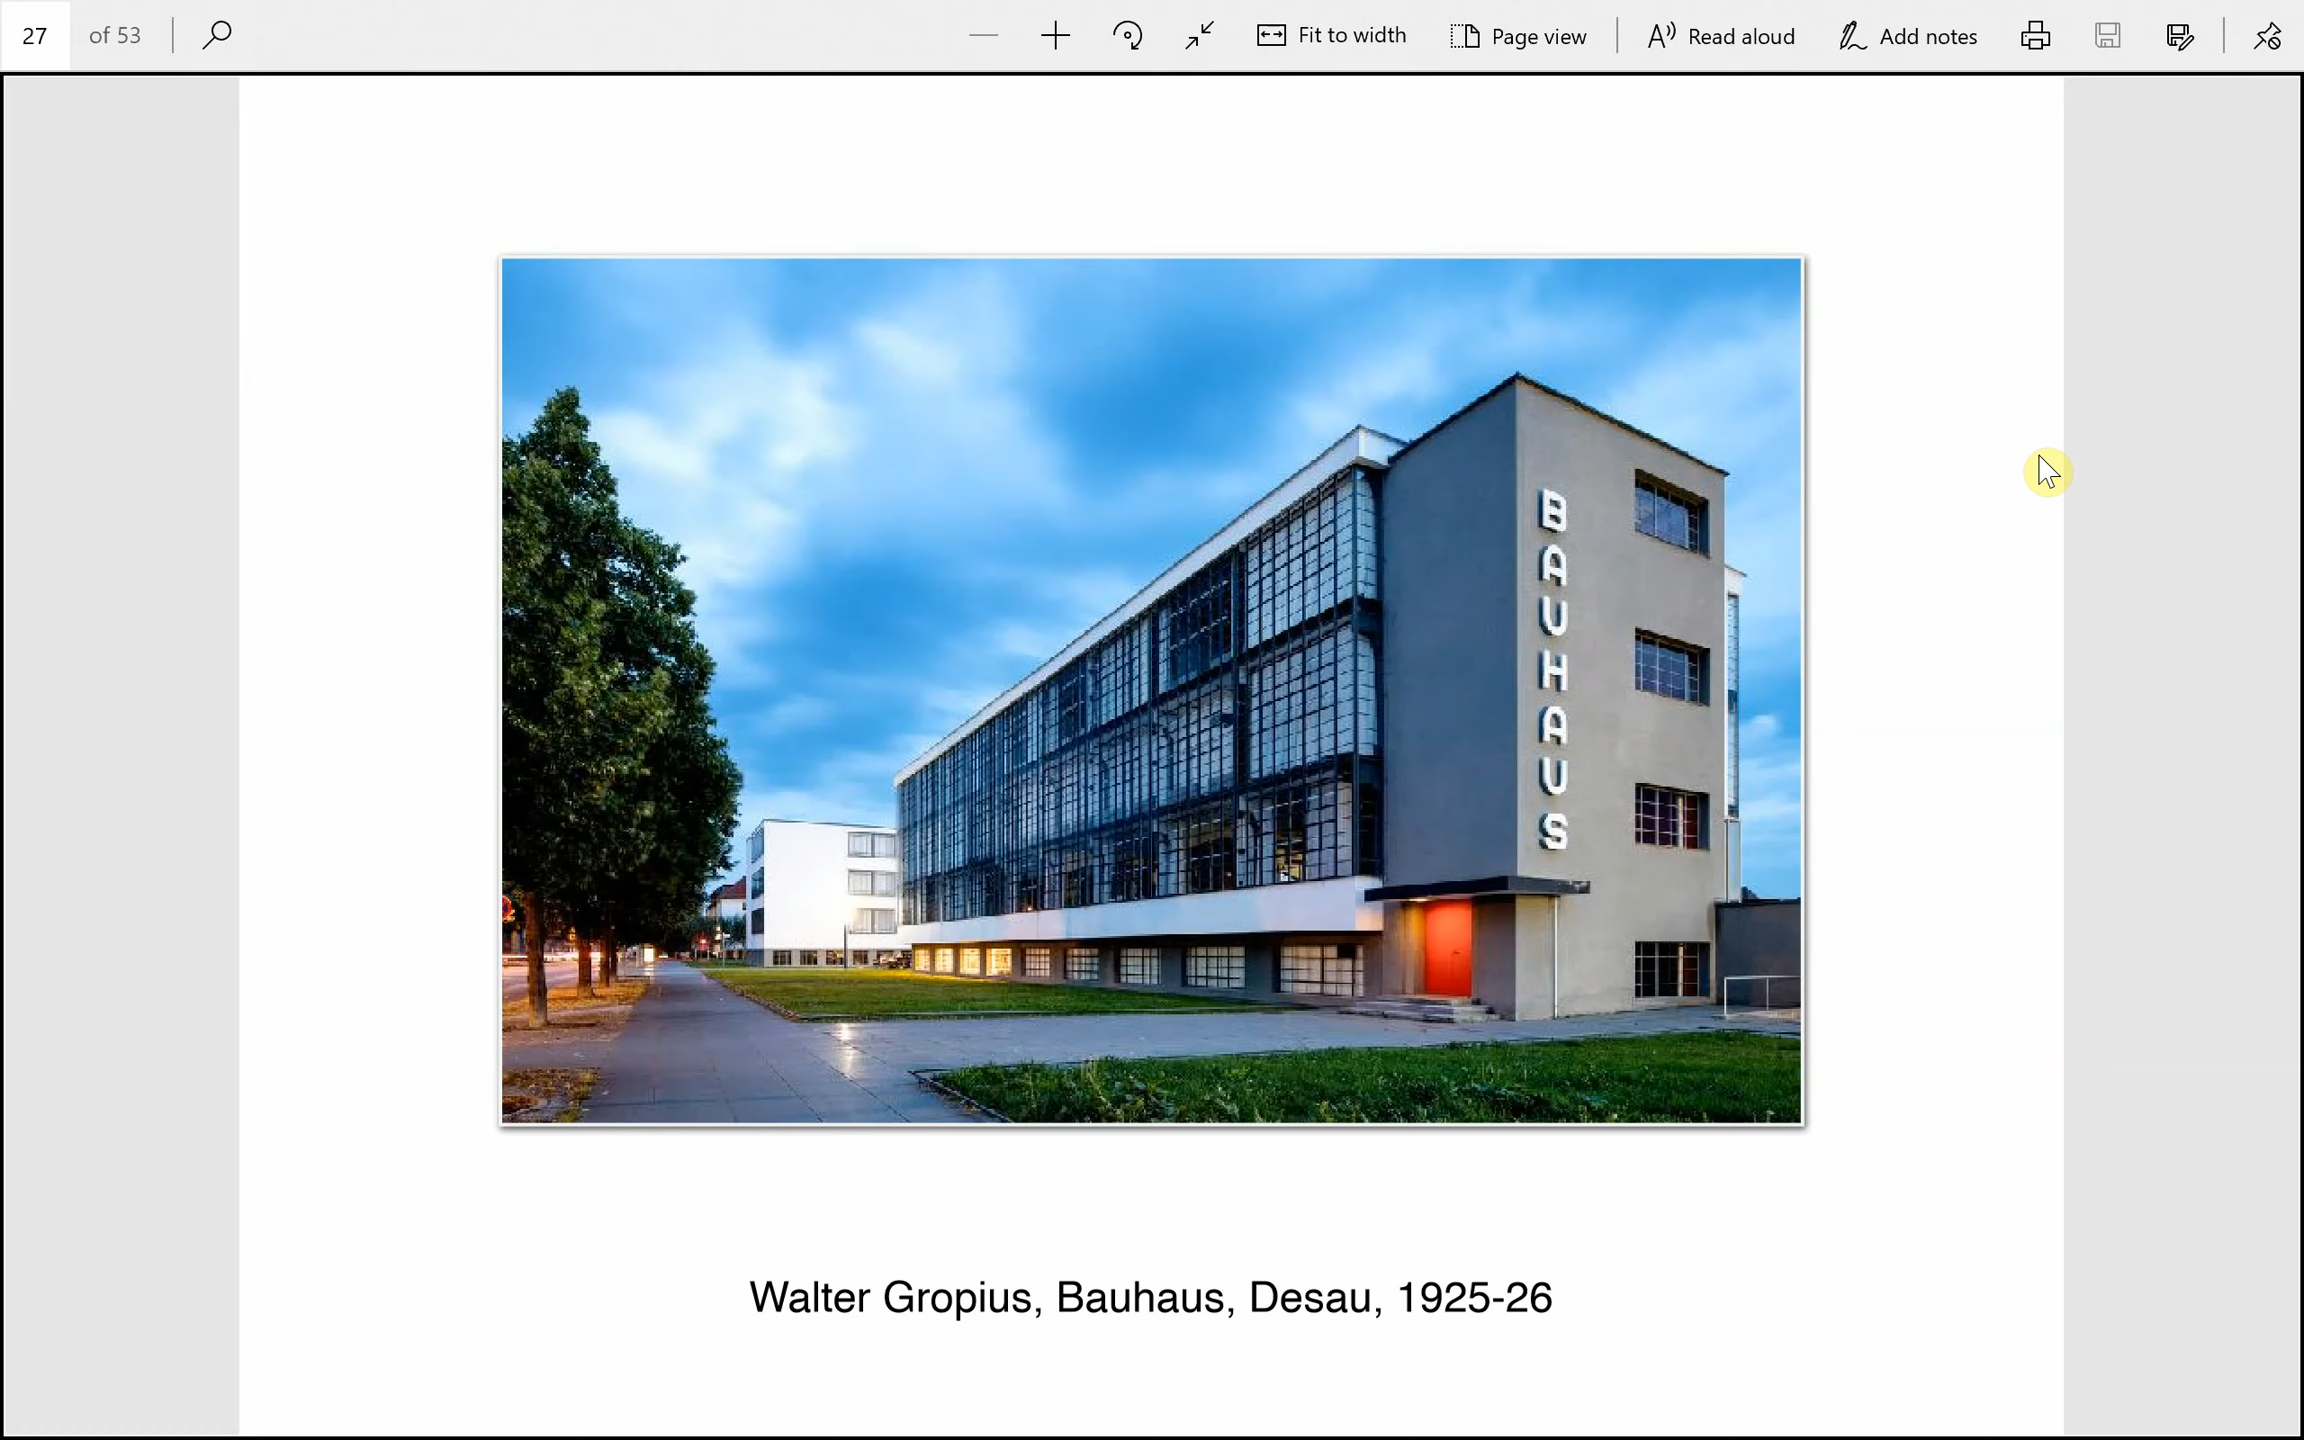 27 of 53
Fit to width
Page view
Read aloud
Add notes
BAUHAUS
Walter Gropius, Bauhaus, Desau, 1925-26